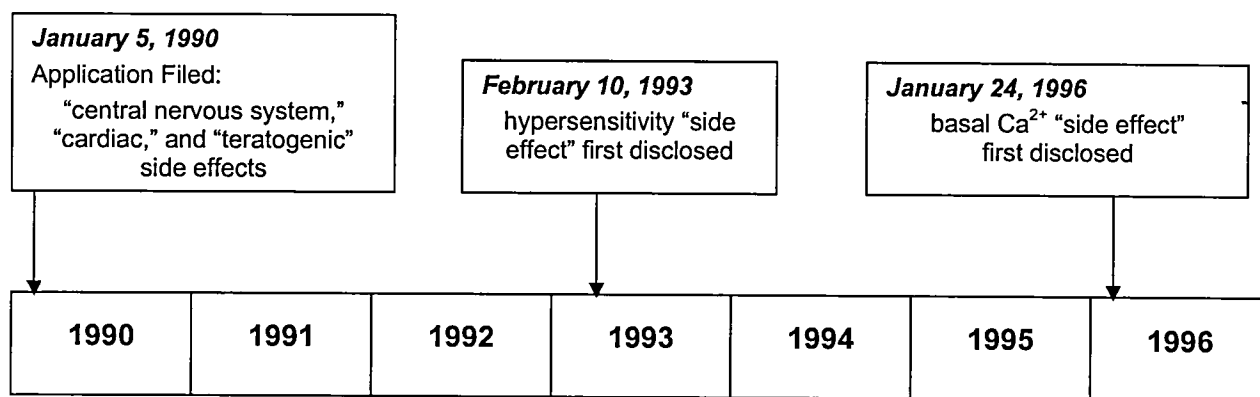 January 5, 1990
Application Filed:
"central nervous system,"
"cardiac," and "teratogenic"
side effects
February 10, 1993
hypersensitivity "side
effect" first disclosed
January 24, 1996
basal Ca²⁺ "side effect"
first disclosed
1990 1991 1992 1993 1994 1995 1996